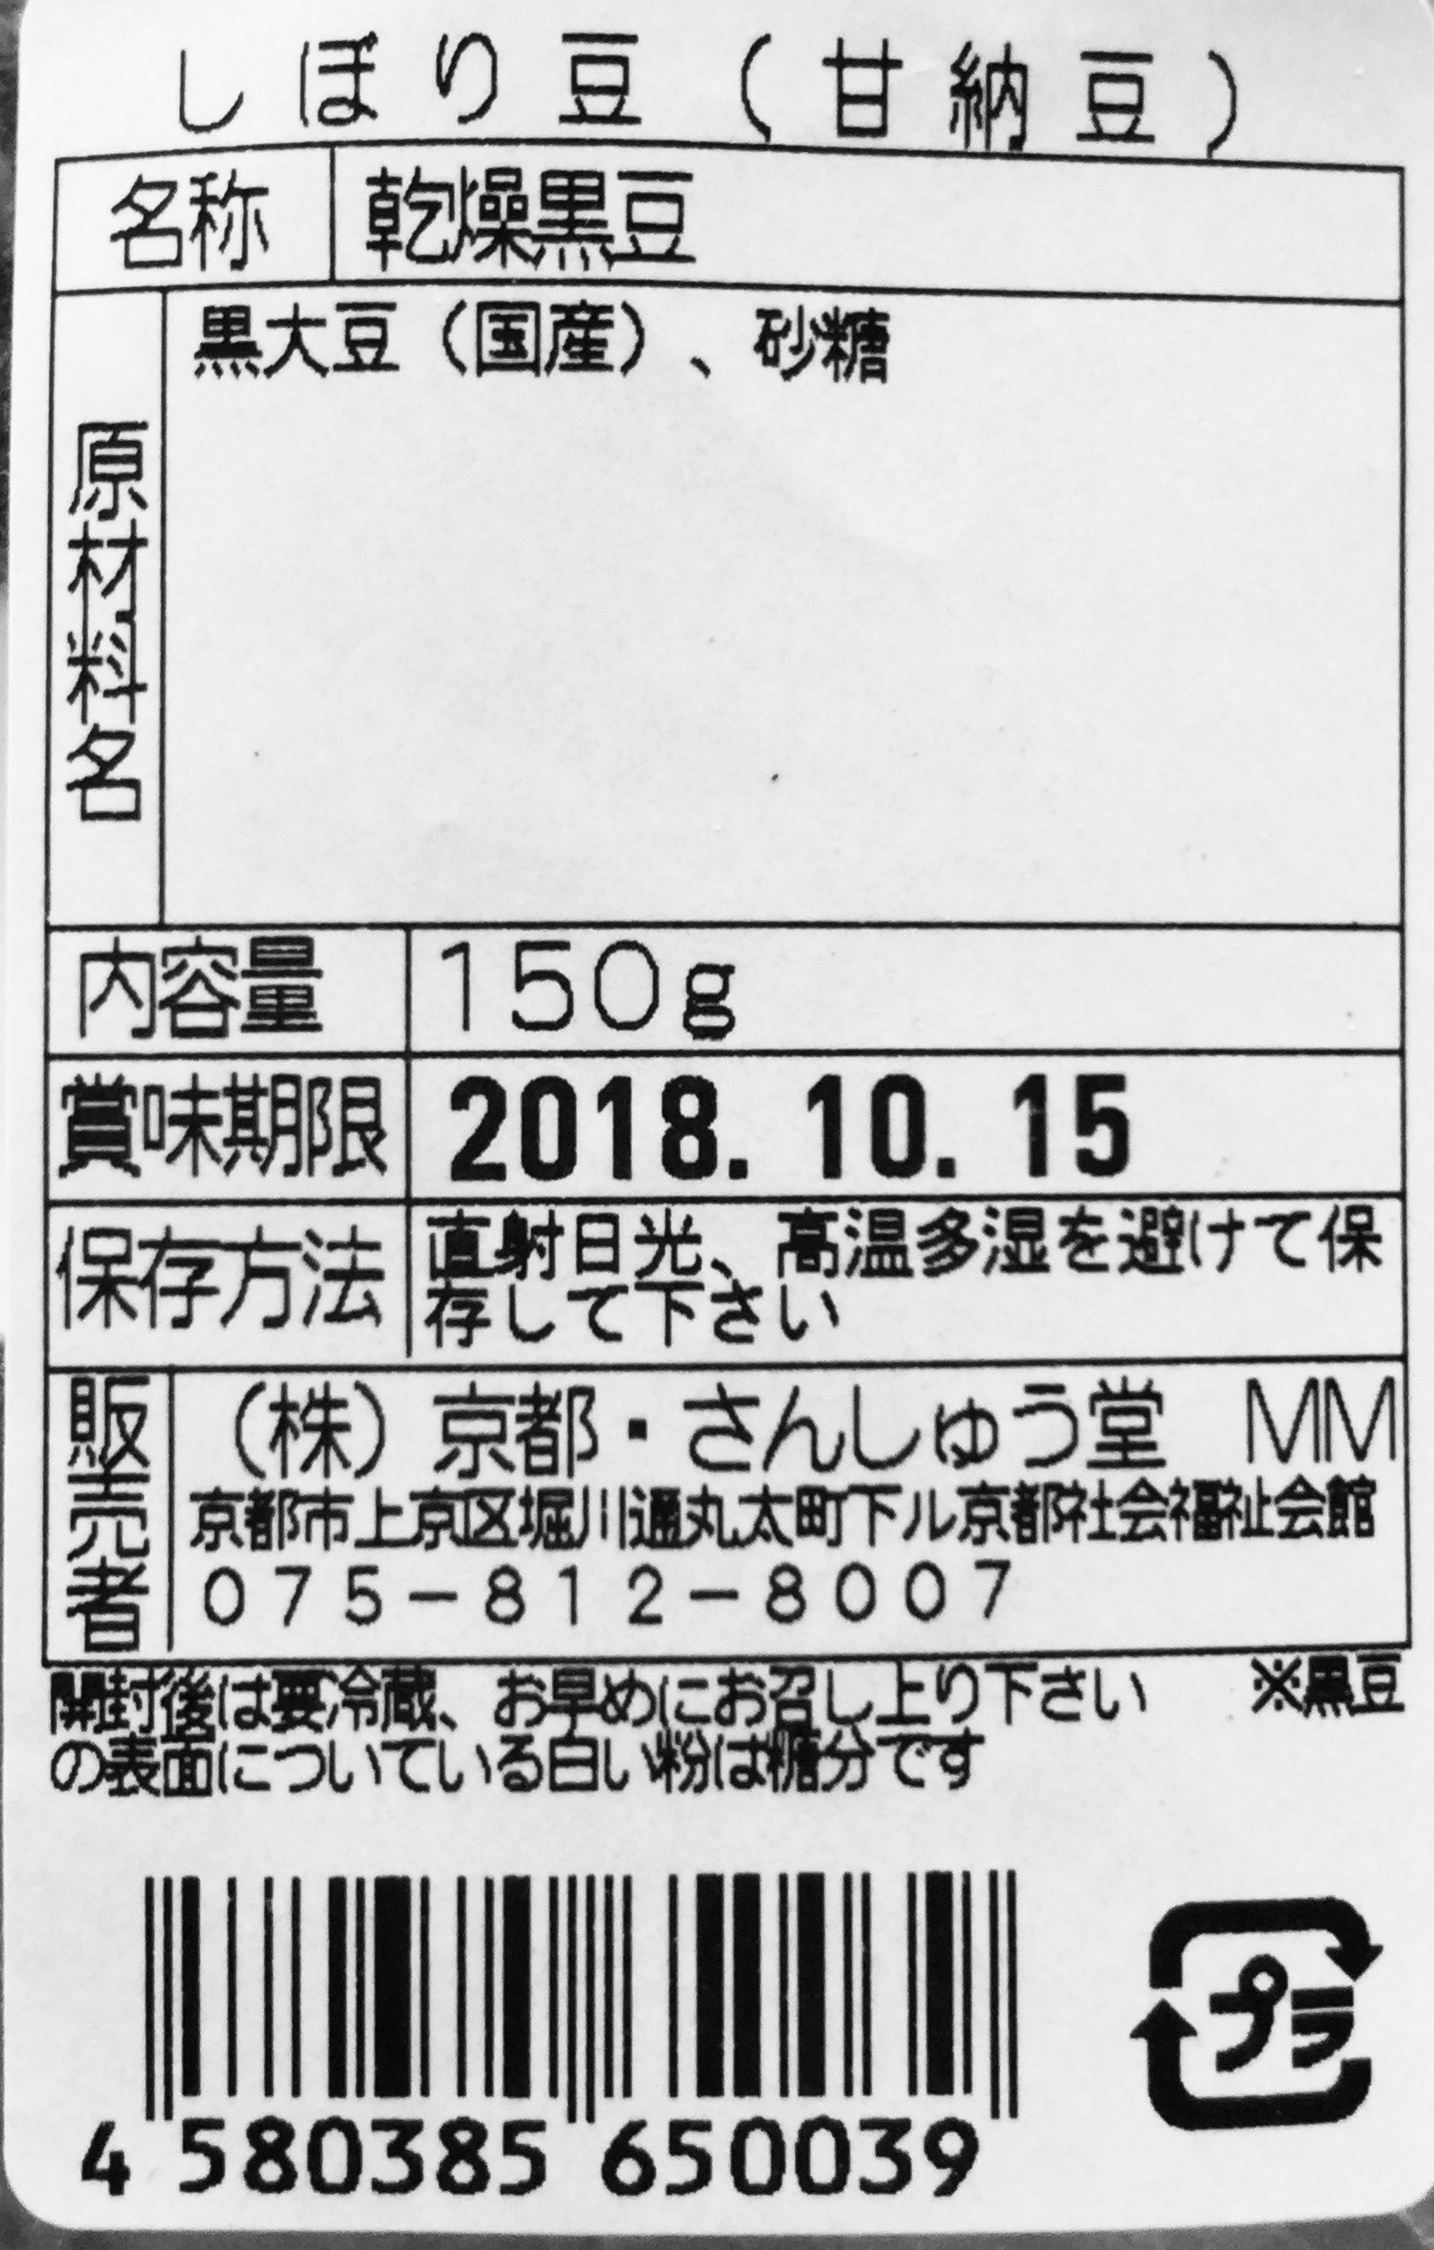 しぼり豆(甘納豆)
名称 乾燥黒豆
原材料名 黒大豆(国産)、砂糖
内容量 150g
賞味期限 2018.10.15
保存方法 直射日光、高温多湿を避けて保
存して下さい
販売者 (株)京都・さんしゅう堂 MM
京都市上京区堀川通丸太町下ル京都社会福祉会館
075-812-8007
開封後は要冷蔵、お早めにお召し上り下さい ※黒豆
の表面についている白い粉は糖分です
プラ
4 580385 650039